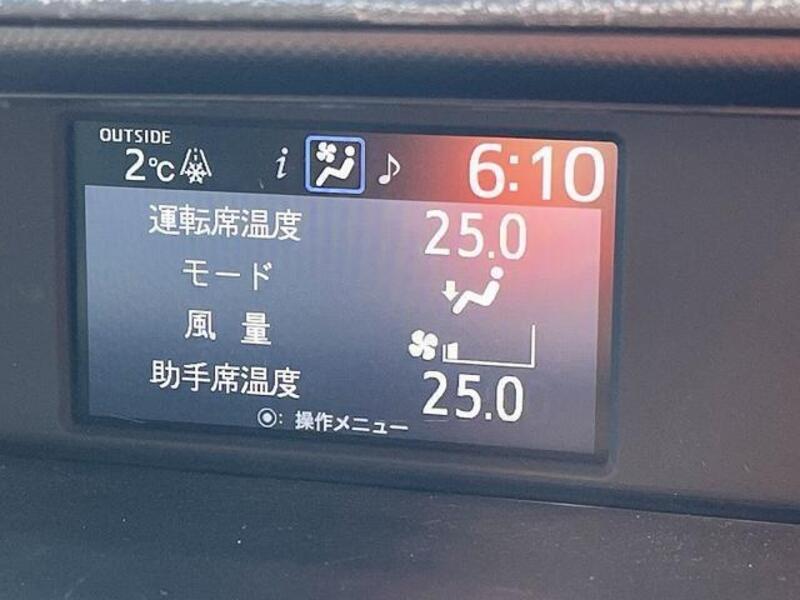 OUTSIDE
2℃ i ♪ 6:10
運転席温度 25.0
モード
風 量
助手席温度 25.0
◉: 操作メニュー